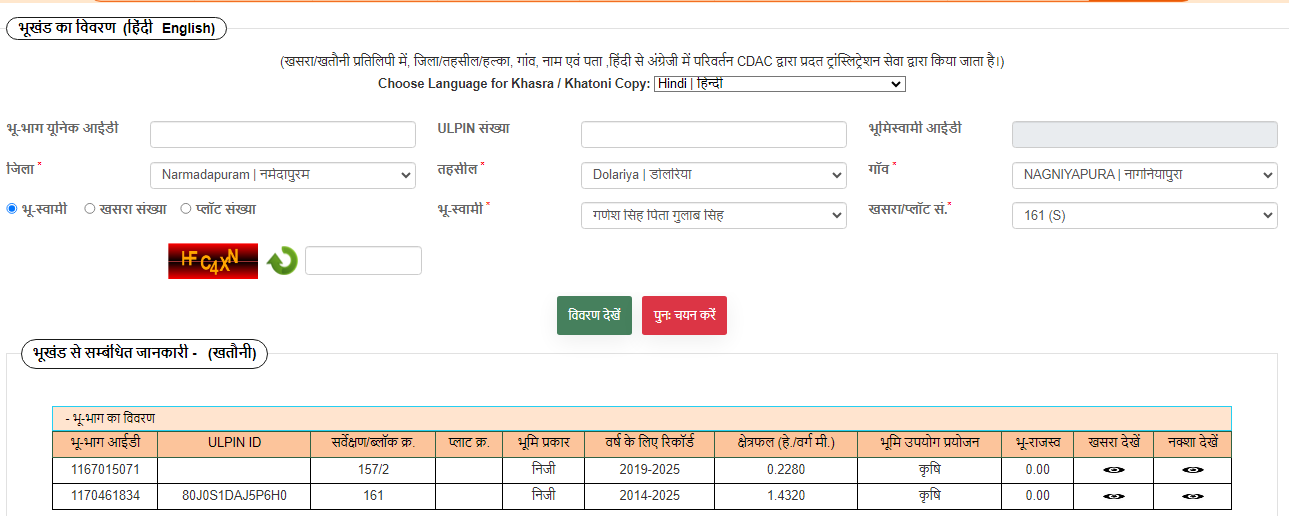 भूखंड का विवरण (हिंदी English)
(खसरा/खतौनी प्रतिलिपी में, जिला/तहसील/हल्का, गांव, नाम एवं पता ,हिंदी से अंग्रेजी में परिवर्तन CDAC द्वारा प्रदत ट्रांस्लिट्रेशन सेवा द्वारा किया जाता है।)
Choose Language for Khasra / Khatoni Copy: Hindi | हिन्दी
भू-भाग यूनिक आईडी ULPIN संख्या भूमिस्वामी आईडी
जिला * Narmadapuram | नर्मदापुरम तहसील * Dolariya | डोलरिया गाँव * NAGNIYAPURA | नागनियापुरा
भू-स्वामी खसरा संख्या प्लॉट संख्या भू-स्वामी * गणेश सिंह पिता गुलाब सिंह खसरा/प्लॉट सं.* 161 (S)
HFC4XN
विवरण देखें पुनः चयन करें
भूखंड से सम्बंधित जानकारी - (खतौनी)
- भू-भाग का विवरण
भू-भाग आईडी ULPIN ID सर्वेक्षण/ब्लॉक क्र. प्लाट क्र. भूमि प्रकार वर्ष के लिए रिकॉर्ड क्षेत्रफल (हे./वर्ग मी.) भूमि उपयोग प्रयोजन भू-राजस्व खसरा देखें नक्शा देखें
1167015071 157/2 निजी 2019-2025 0.2280 कृषि 0.00
1170461834 80J0S1DAJ5P6H0 161 निजी 2014-2025 1.4320 कृषि 0.00